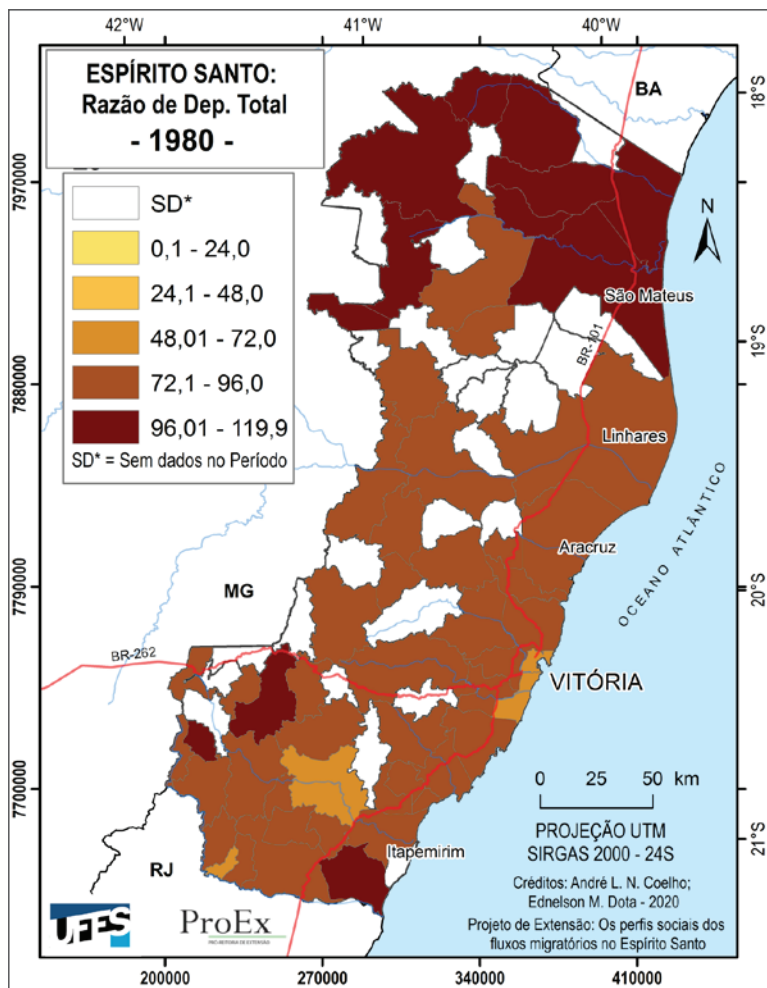 42°W
41°W
40°W
ESPÍRITO SANTO:
Razão de Dep. Total
- 1980 -
BA
18°S
7970000
SD*
0,1 - 24,0
24,1 - 48,0
48,01 - 72,0
72,1 - 96,0
96,01 - 119,9
SD* = Sem dados no Período
N
São Mateus
19°S
BR-101
7880000
Linhares
OCEANO ATLÂNTICO
Aracruz
7790000
MG
20°S
BR-262
VITÓRIA
0 25 50 km
7700000
PROJEÇÃO UTM
SIRGAS 2000 - 24S
21°S
Itapemirim
RJ
Créditos: André L. N. Coelho;
Ednelson M. Dota - 2020
Projeto de Extensão: Os perfis sociais dos
fluxos migratórios no Espírito Santo
UFES
ProEx
PRÓ-REITORIA DE EXTENSÃO
200000
270000
340000
410000